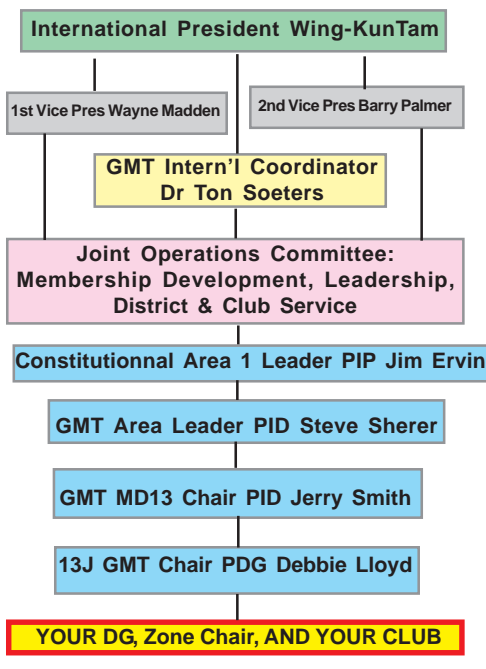 International President Wing-KunTam
1st Vice Pres Wayne Madden
2nd Vice Pres Barry Palmer
GMT Intern'l Coordinator
Dr Ton Soeters
Joint Operations Committee:
Membership Development, Leadership,
District & Club Service
Constitutionnal Area 1 Leader PIP Jim Ervin
GMT Area Leader PID Steve Sherer
GMT MD13 Chair PID Jerry Smith
13J GMT Chair PDG Debbie Lloyd
YOUR DG, Zone Chair, AND YOUR CLUB